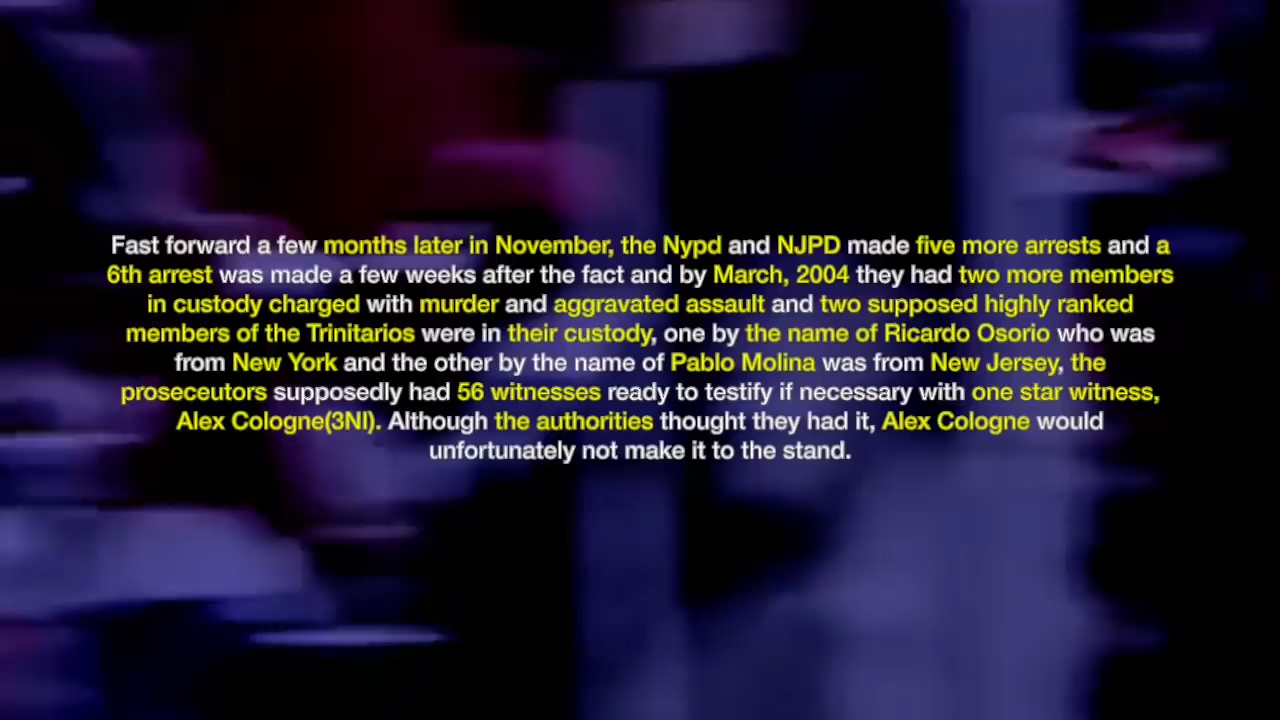 Fast forward a few months later in November, the Nypd and NJPD made five more arrests and a
6th arrest was made a few weeks after the fact and by March, 2004 they had two more members
in custody charged with murder and aggravated assault and two supposed highly ranked
members of the Trinitarios were in their custody, one by the name of Ricardo Osorio who was
from New York and the other by the name of Pablo Molina was from New Jersey, the
proseceutors supposedly had 56 witnesses ready to testify if necessary with one star witness,
Alex Cologne(3NI). Although the authorities thought they had it, Alex Cologne would
unfortunately not make it to the stand.